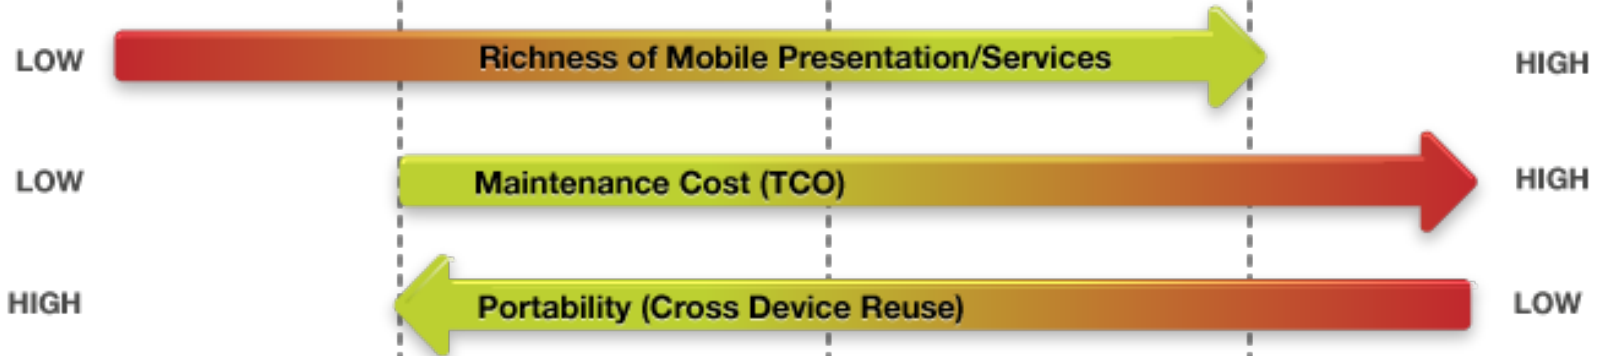 LOW Richness of Mobile Presentation/Services HIGH
LOW Maintenance Cost (TCO) HIGH
HIGH Portability (Cross Device Reuse) LOW